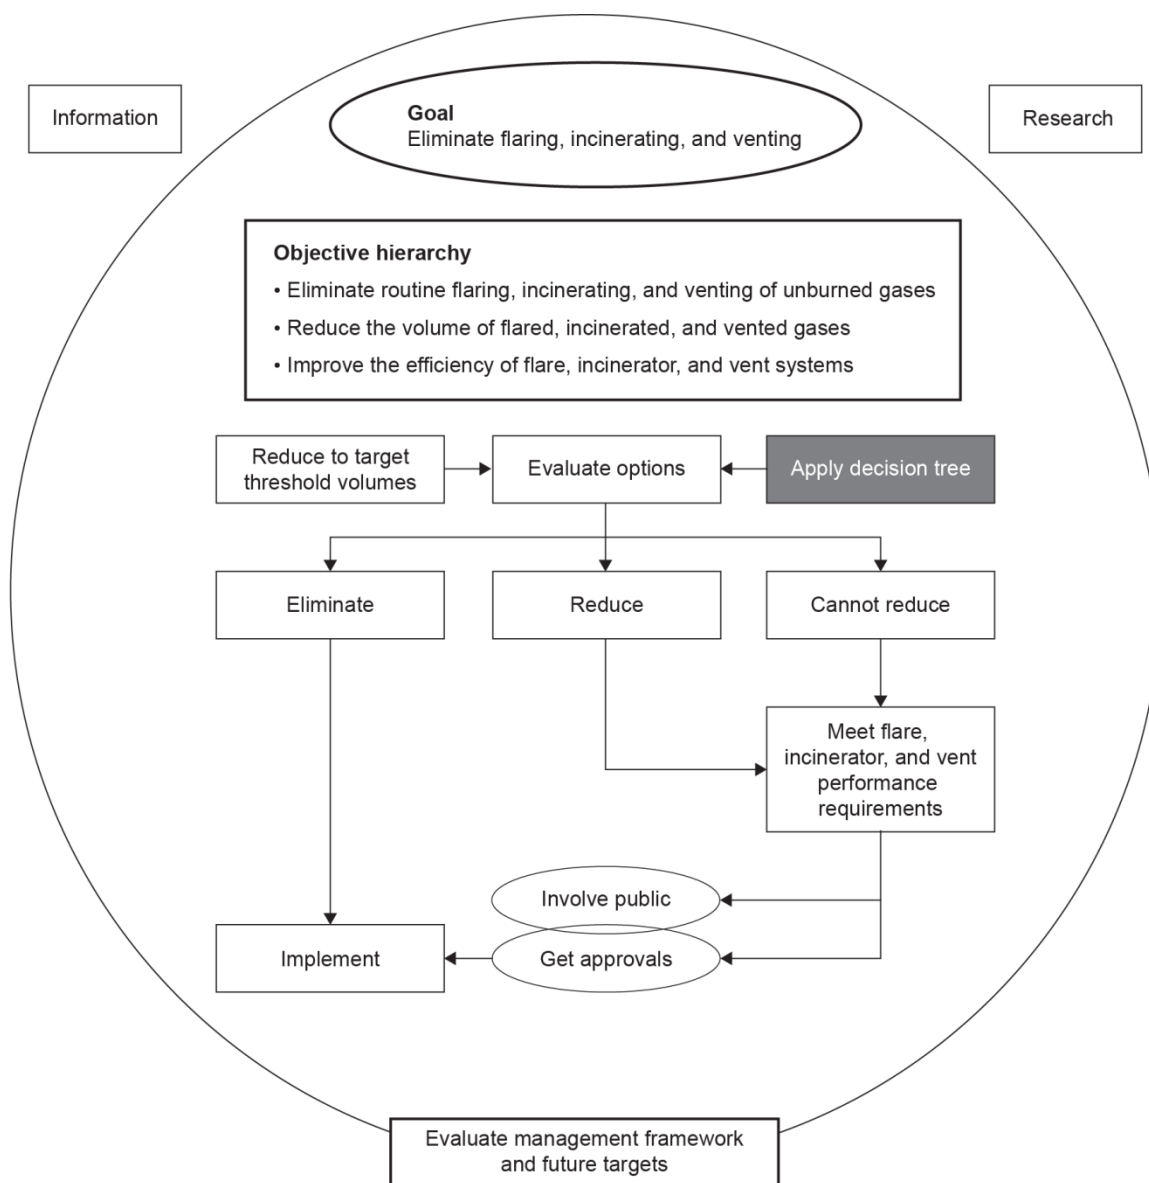 Information
Goal
Eliminate flaring, incinerating, and venting
Research
Objective hierarchy
• Eliminate routine flaring, incinerating, and venting of unburned gases
• Reduce the volume of flared, incinerated, and vented gases
• Improve the efficiency of flare, incinerator, and vent systems
Reduce to target
threshold volumes
Evaluate options
Apply decision tree
Eliminate
Reduce
Cannot reduce
Meet flare,
incinerator, and vent
performance
requirements
Involve public
Implement
Get approvals
Evaluate management framework
and future targets